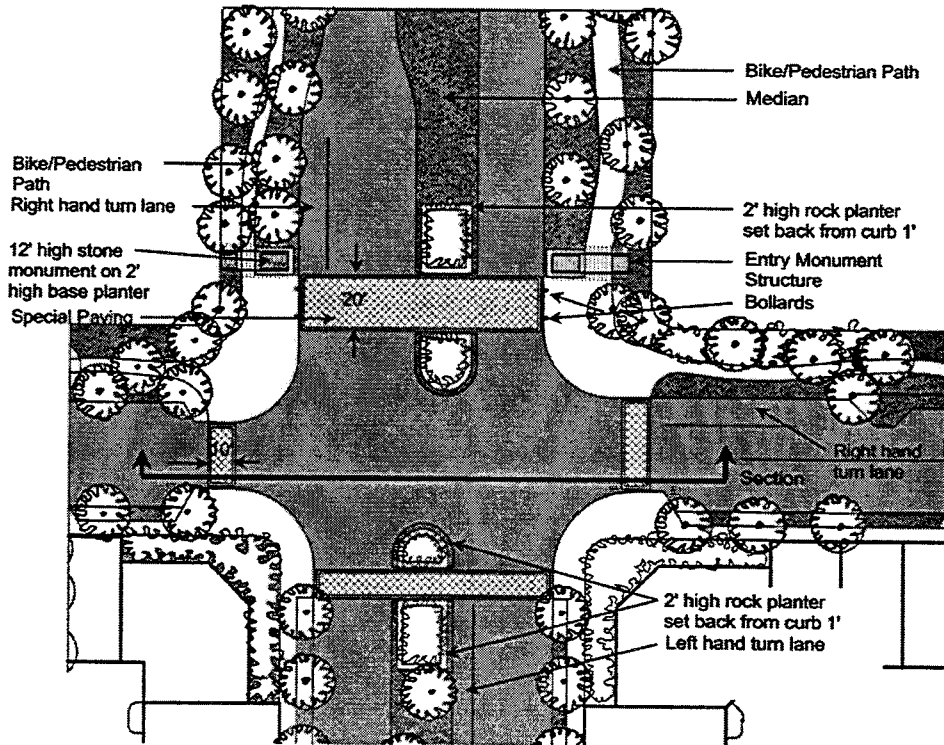 Bike/Pedestrian Path
Median
Bike/Pedestrian
Path
Right hand turn lane
12' high stone
monument on 2'
high base planter
Special Paving
20'
2' high rock planter
set back from curb 1'
Entry Monument
Structure
Bollards
10'
Right hand
turn lane
Section
2' high rock planter
set back from curb 1'
Left hand turn lane